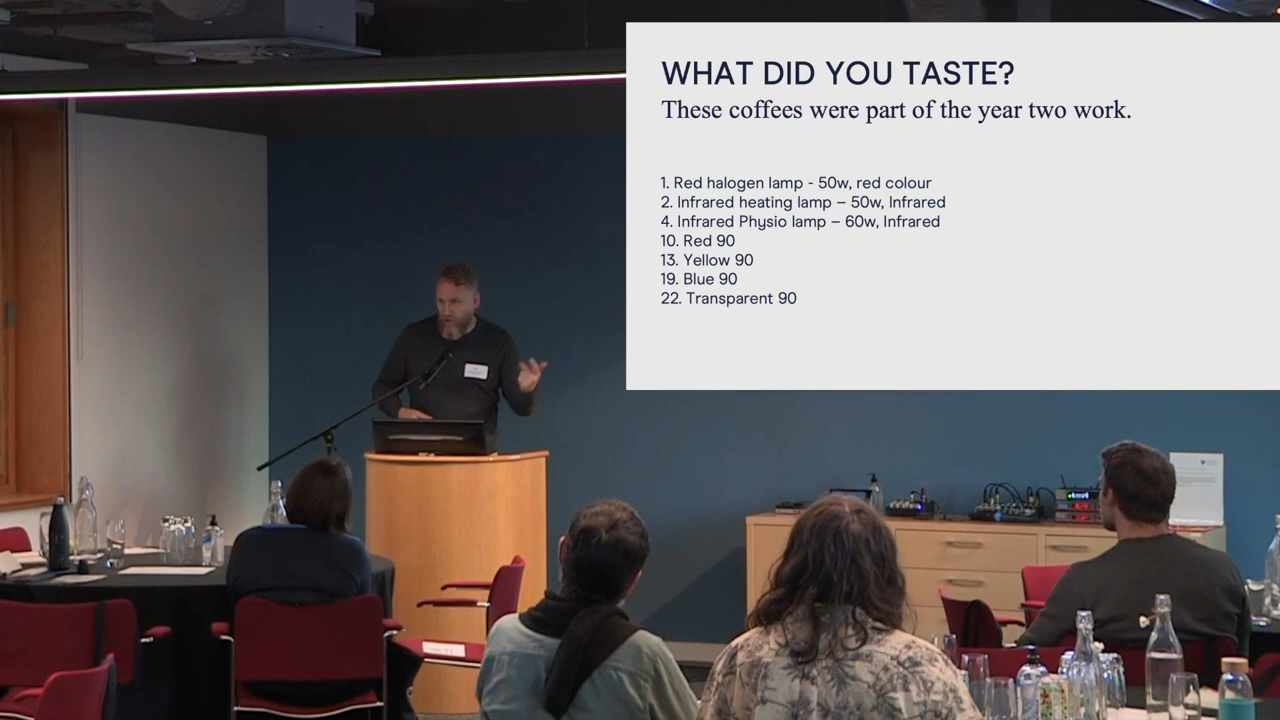 WHAT DID YOU TASTE?
These coffees were part of the year two work.
1. Red halogen lamp - 50w, red colour
2. Infrared heating lamp – 50w, Infrared
4. Infrared Physio lamp – 60w, Infrared
10. Red 90
13. Yellow 90
19. Blue 90
22. Transparent 90